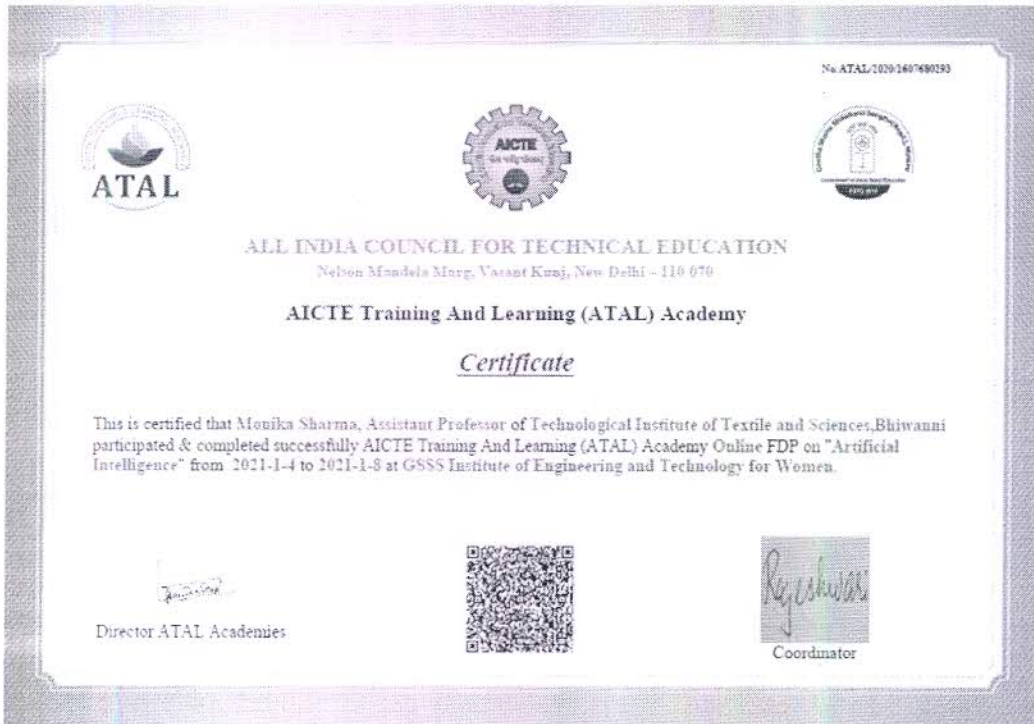 No:ATAL/2020/1607680293
ATAL
AICTE
ALL INDIA COUNCIL FOR TECHNICAL EDUCATION
Nelson Mandela Marg, Vasant Kunj, New Delhi – 110 070
AICTE Training And Learning (ATAL) Academy
Certificate
This is certified that Monika Sharma, Assistant Professor of Technological Institute of Textile and Sciences,Bhiwanni
participated & completed successfully AICTE Training And Learning (ATAL) Academy Online FDP on "Artificial
Intelligence" from 2021-1-4 to 2021-1-8 at GSSS Institute of Engineering and Technology for Women.
Rajeshwari
Director ATAL Academies
Coordinator